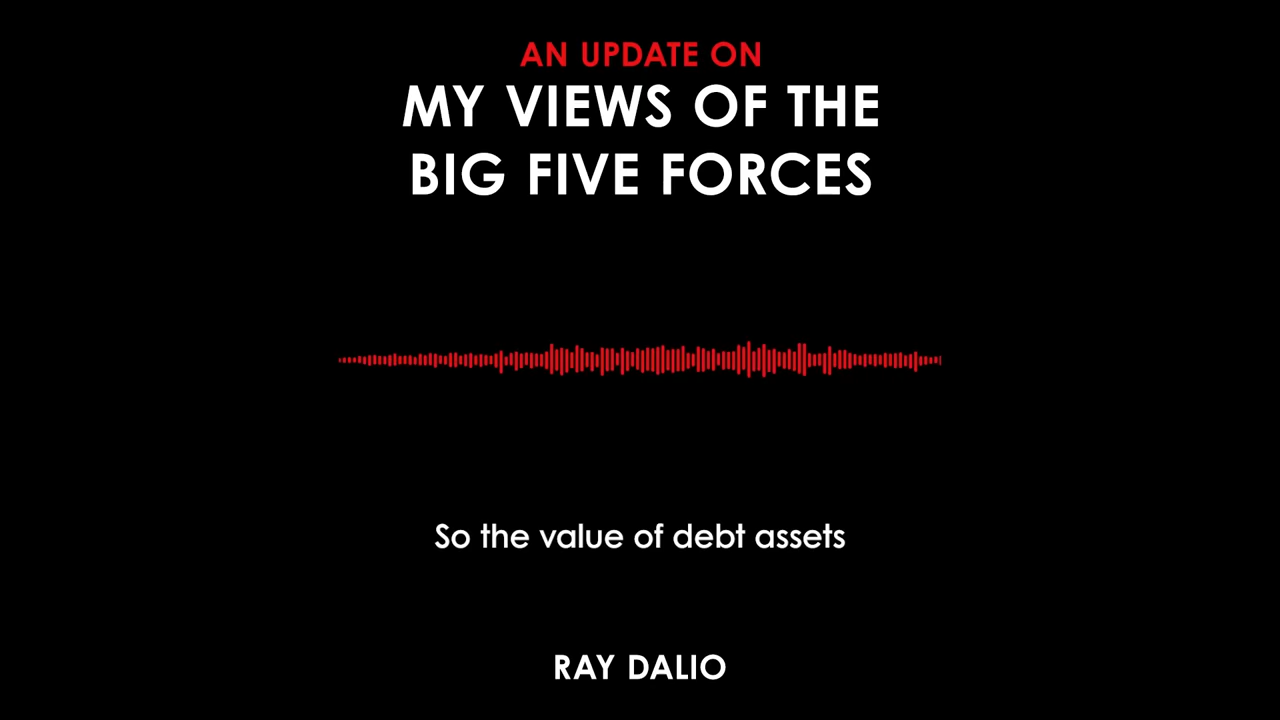 AN UPDATE ON
MY VIEWS OF THE
BIG FIVE FORCES
So the value of debt assets
RAY DALIO